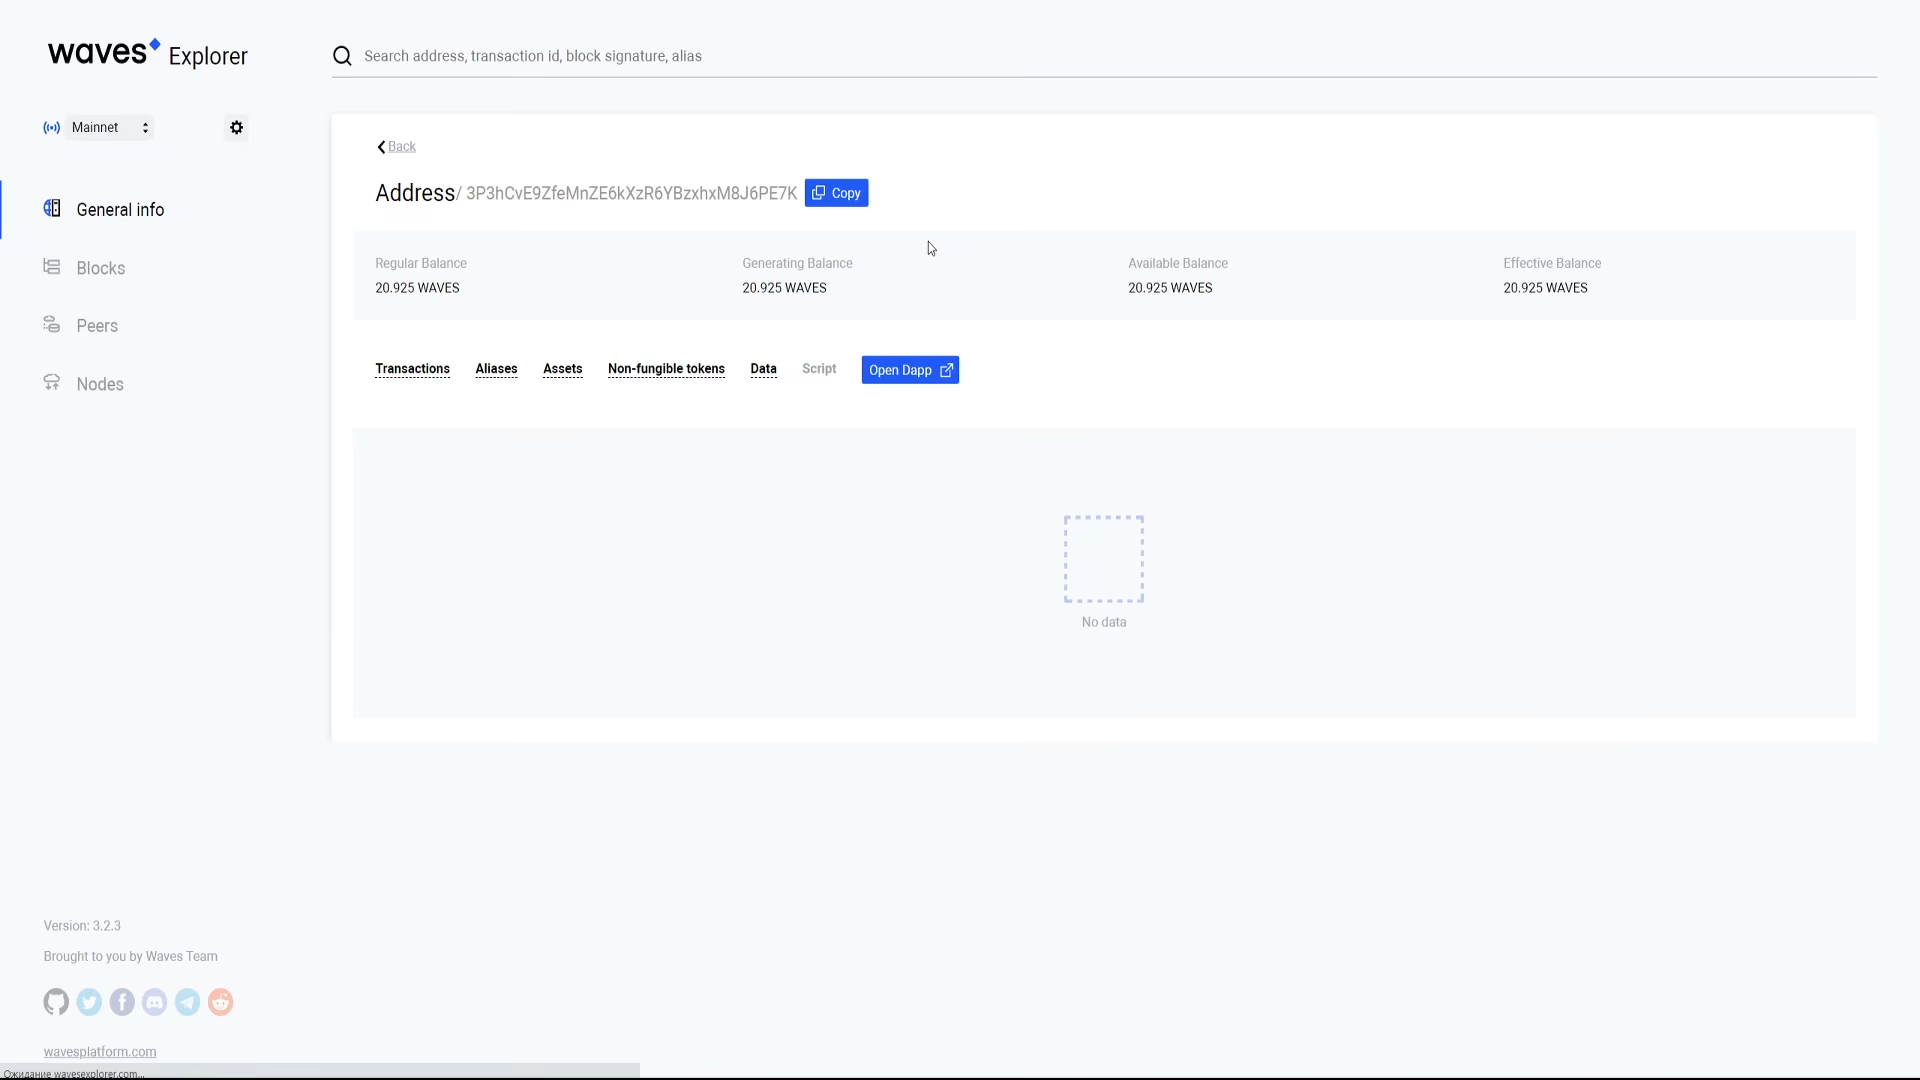 waves Explorer
Search address, transaction id, block signature, alias
Mainnet
Back
Address/ 3P3hCvE9ZfeMnZE6kXzR6YBzxhxM8J6PE7K Copy
General info
Blocks
Peers
Nodes
Regular Balance
20.925 WAVES
Generating Balance
20.925 WAVES
Available Balance
20.925 WAVES
Effective Balance
20.925 WAVES
Transactions Aliases Assets Non-fungible tokens Data Script Open Dapp
No data
Version: 3.2.3
Brought to you by Waves Team
wavesplatform.com
Ожидание wavesexplorer.com...